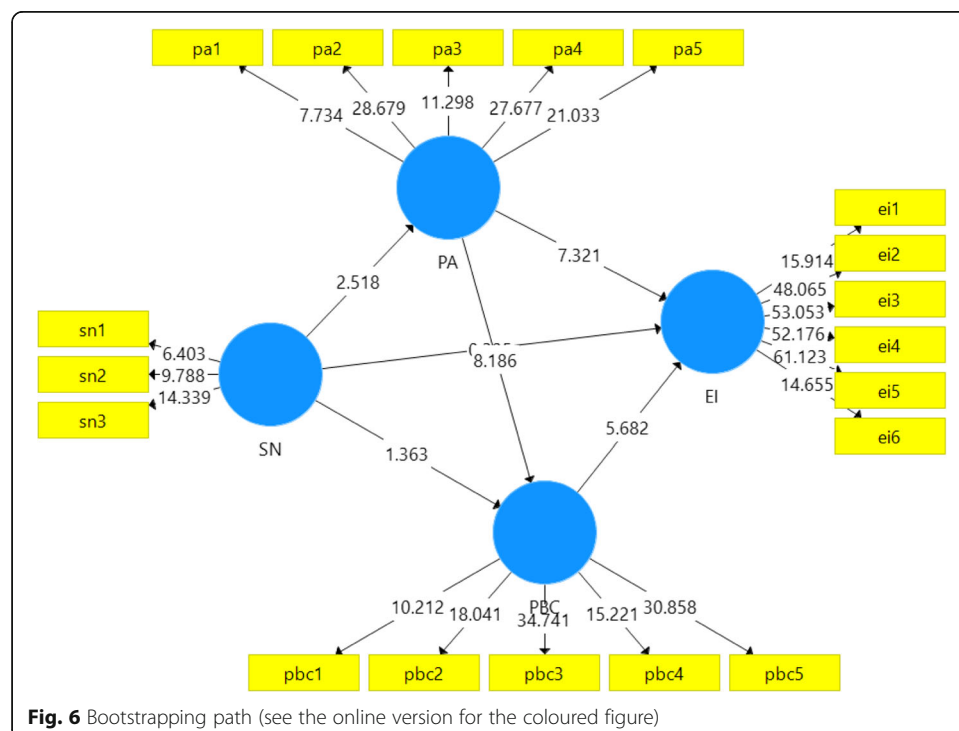 pa1 pa2 pa3 pa4 pa5
7.734 28.679 11.298 27.677 21.033
PA
2.518
7.321
ei1
ei2
ei3
ei4
ei5
ei6
15.914
48.065
53.053
52.176
61.123
14.655
EI
sn1
sn2
sn3
6.403
9.788
14.339
SN
8.186
1.363
5.682
PBC
10.212 18.041 34.741 15.221 30.858
pbc1 pbc2 pbc3 pbc4 pbc5
Fig. 6 Bootstrapping path (see the online version for the coloured figure)